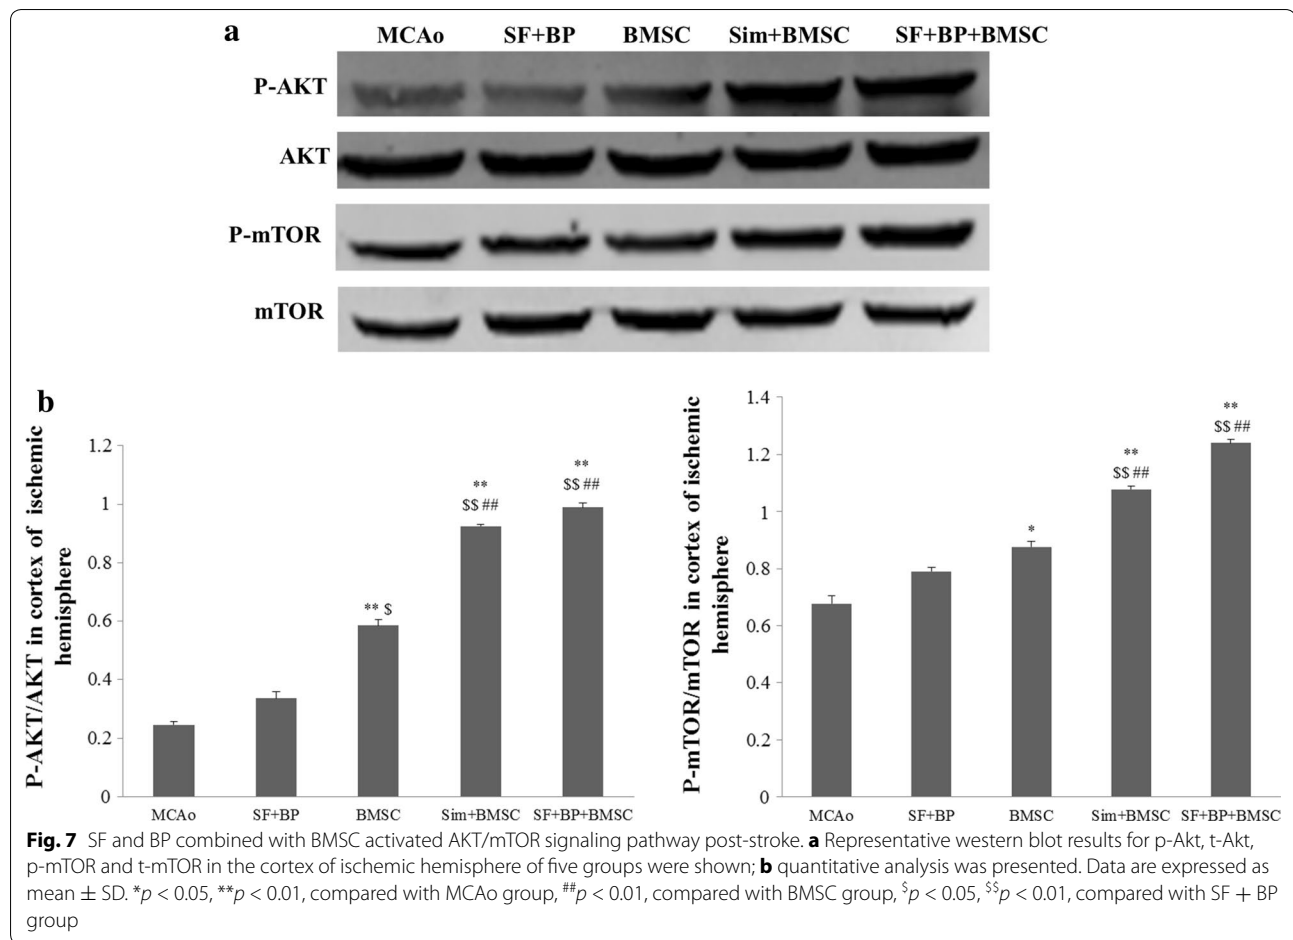 a
MCAo SF+BP BMSC Sim+BMSC SF+BP+BMSC
P-AKT
AKT
P-mTOR
mTOR
b
P-AKT/AKT in cortex of ischemic
hemisphere
1.2
1
0.8
0.6
0.4
0.2
0
** $
**
$$ ##
**
$$ ##
MCAo SF+BP BMSC Sim+BMSC SF+BP+BMSC
P-mTOR/mTOR in cortex of ischemic
hemisphere
1.4
1.2
1
0.8
0.6
0.4
0.2
0
*
**
$$ ##
**
$$ ##
MCAo SF+BP BMSC Sim+BMSC SF+BP+BMSC
Fig. 7 SF and BP combined with BMSC activated AKT/mTOR signaling pathway post-stroke. a Representative western blot results for p-Akt, t-Akt,
p-mTOR and t-mTOR in the cortex of ischemic hemisphere of five groups were shown; b quantitative analysis was presented. Data are expressed as
mean ± SD. *p < 0.05, **p < 0.01, compared with MCAo group, ##p < 0.01, compared with BMSC group, $p < 0.05, $$p < 0.01, compared with SF + BP
group